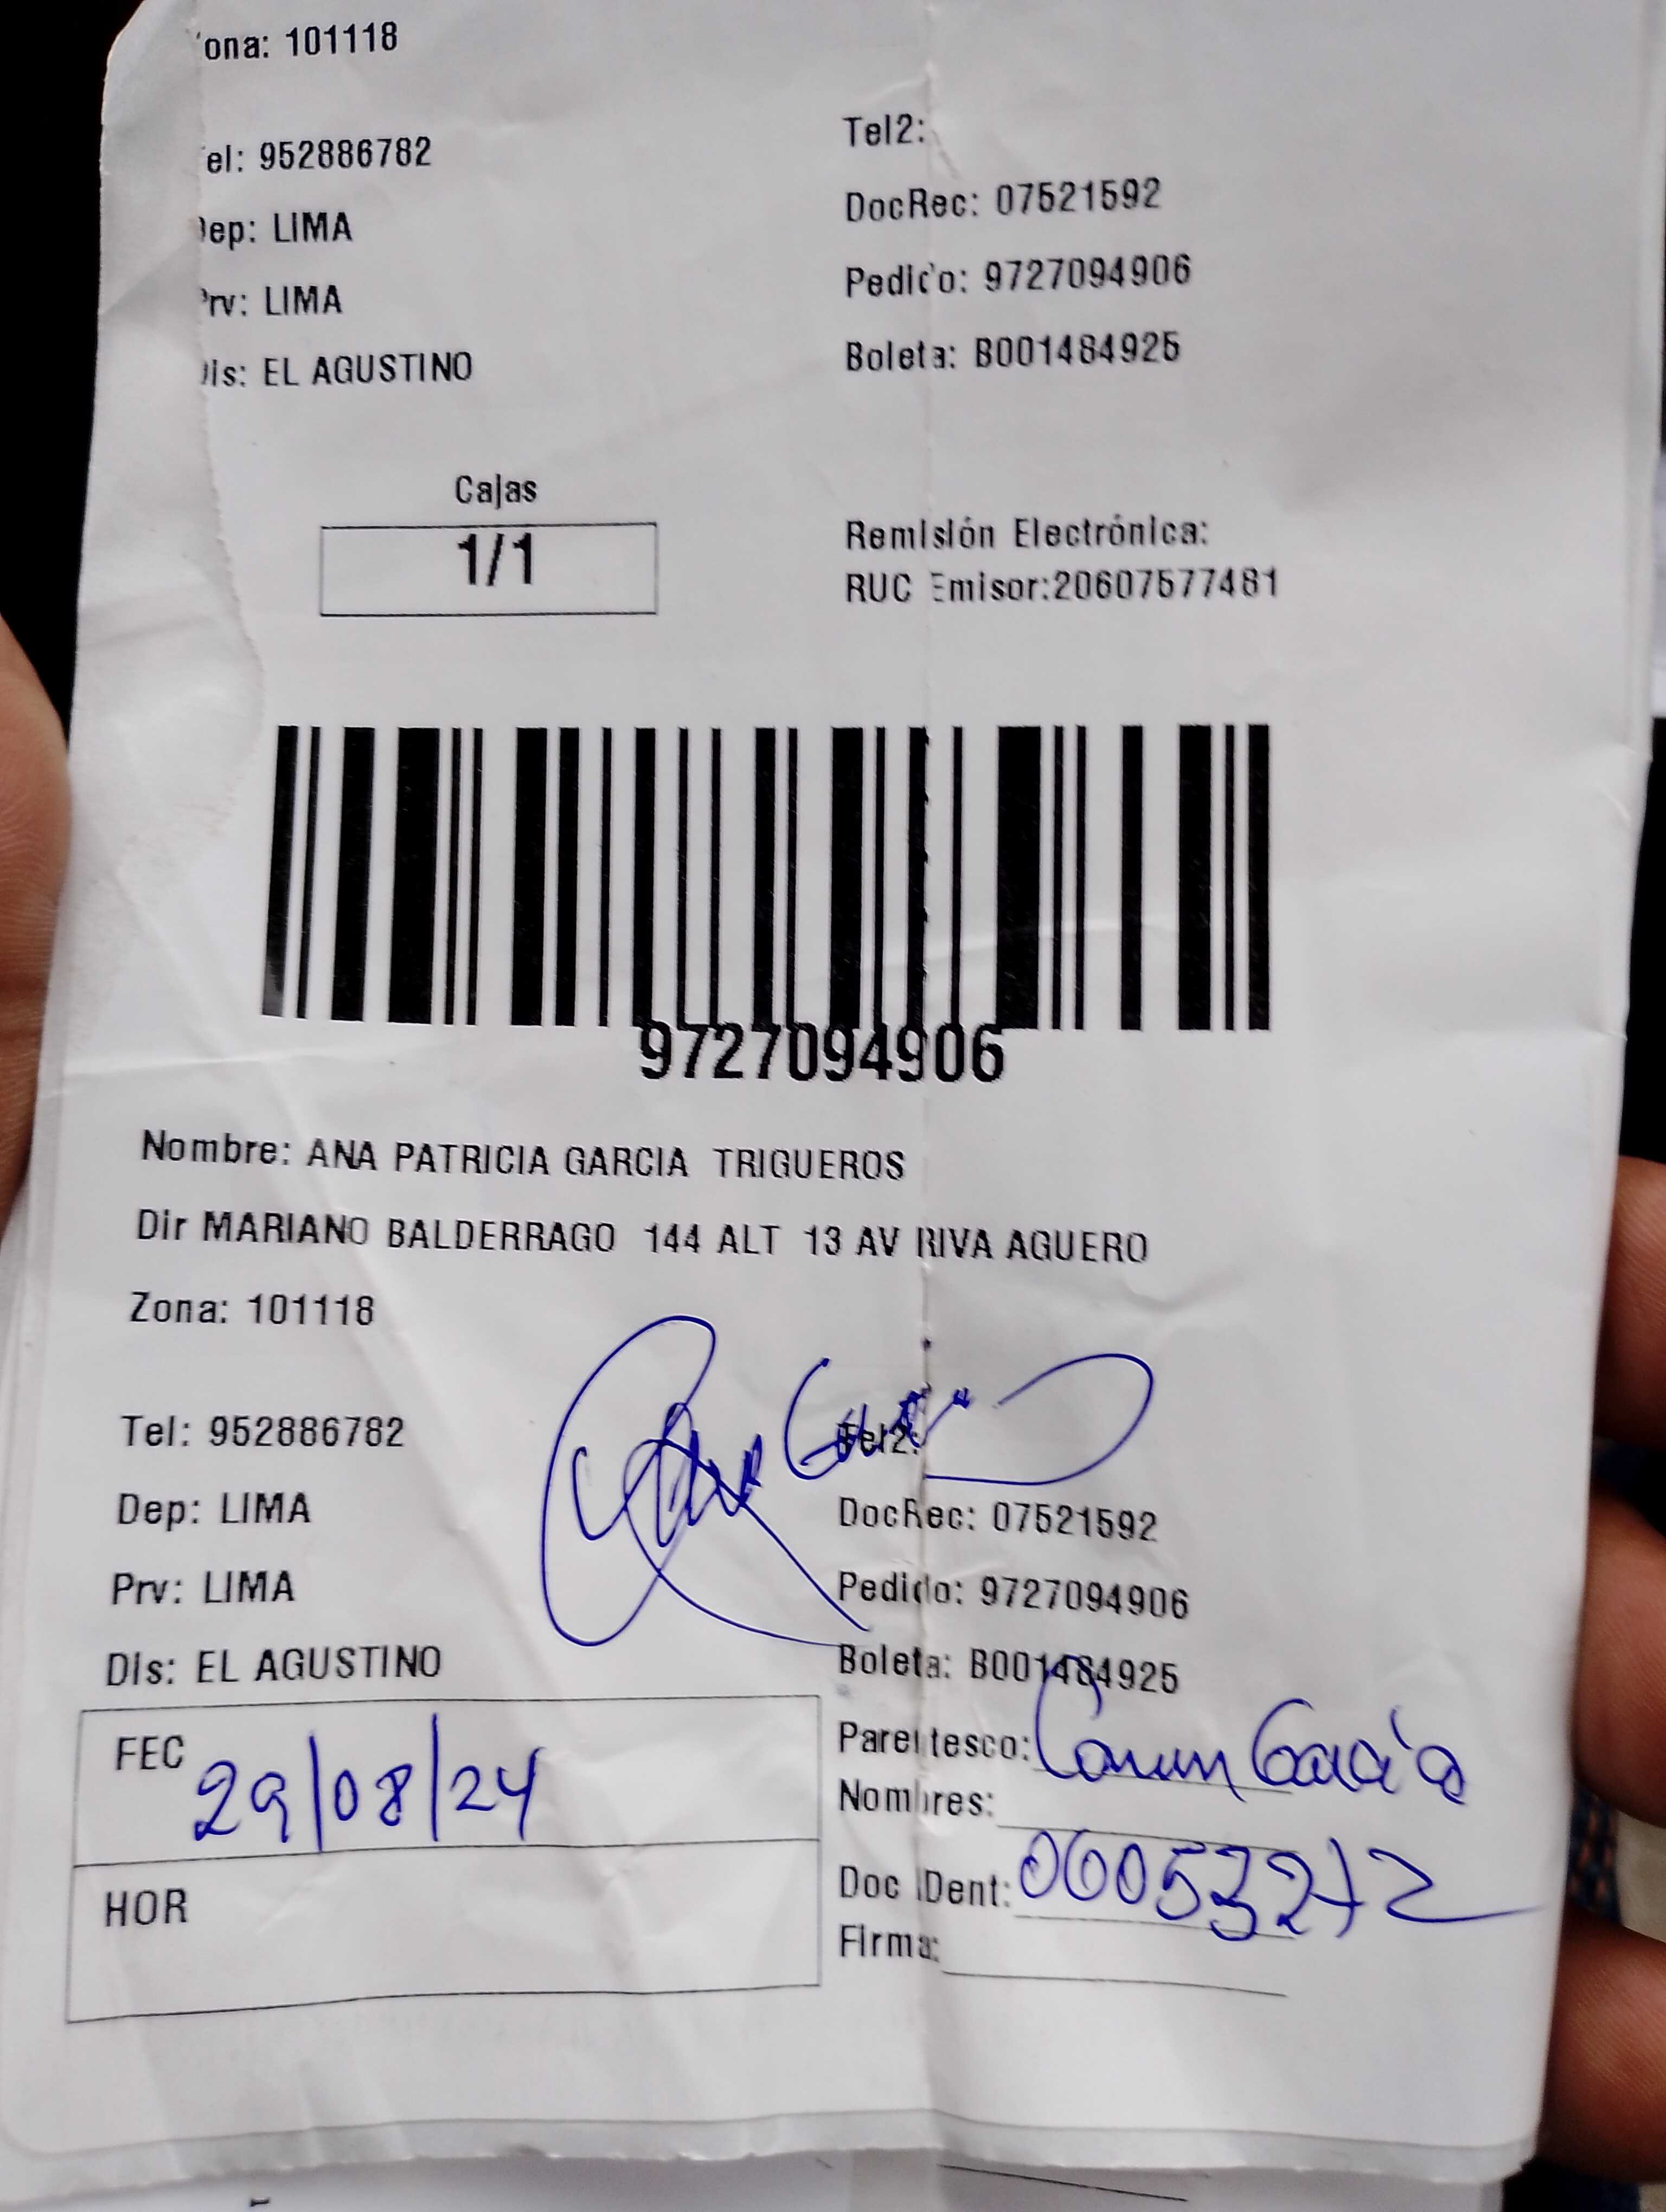 ona: 101118
el: 952886782
Tel2:
ep: LIMA
DocRec: 07521592
rv: LIMA
Pedido: 9727094906
is: EL AGUSTINO
Boleta: B001484925
Cajas
1/1
Remisión Electrónica:
RUC Emisor:20607577481
9727094906
Nombre: ANA PATRICIA GARCIA TRIGUEROS
Dir MARIANO BALDERRAGO 144 ALT 13 AV RIVA AGUERO
Zona: 101118
Tel: 952886782
Tel2:
Dep: LIMA
DocRec: 07521592
Prv: LIMA
Pedido: 9727094906
Dis: EL AGUSTINO
Boleta: B001484925
FEC 29/08/24
Parentesco: Garcia
Nombres:
Doc IDent: 06053272
HOR
Firma: